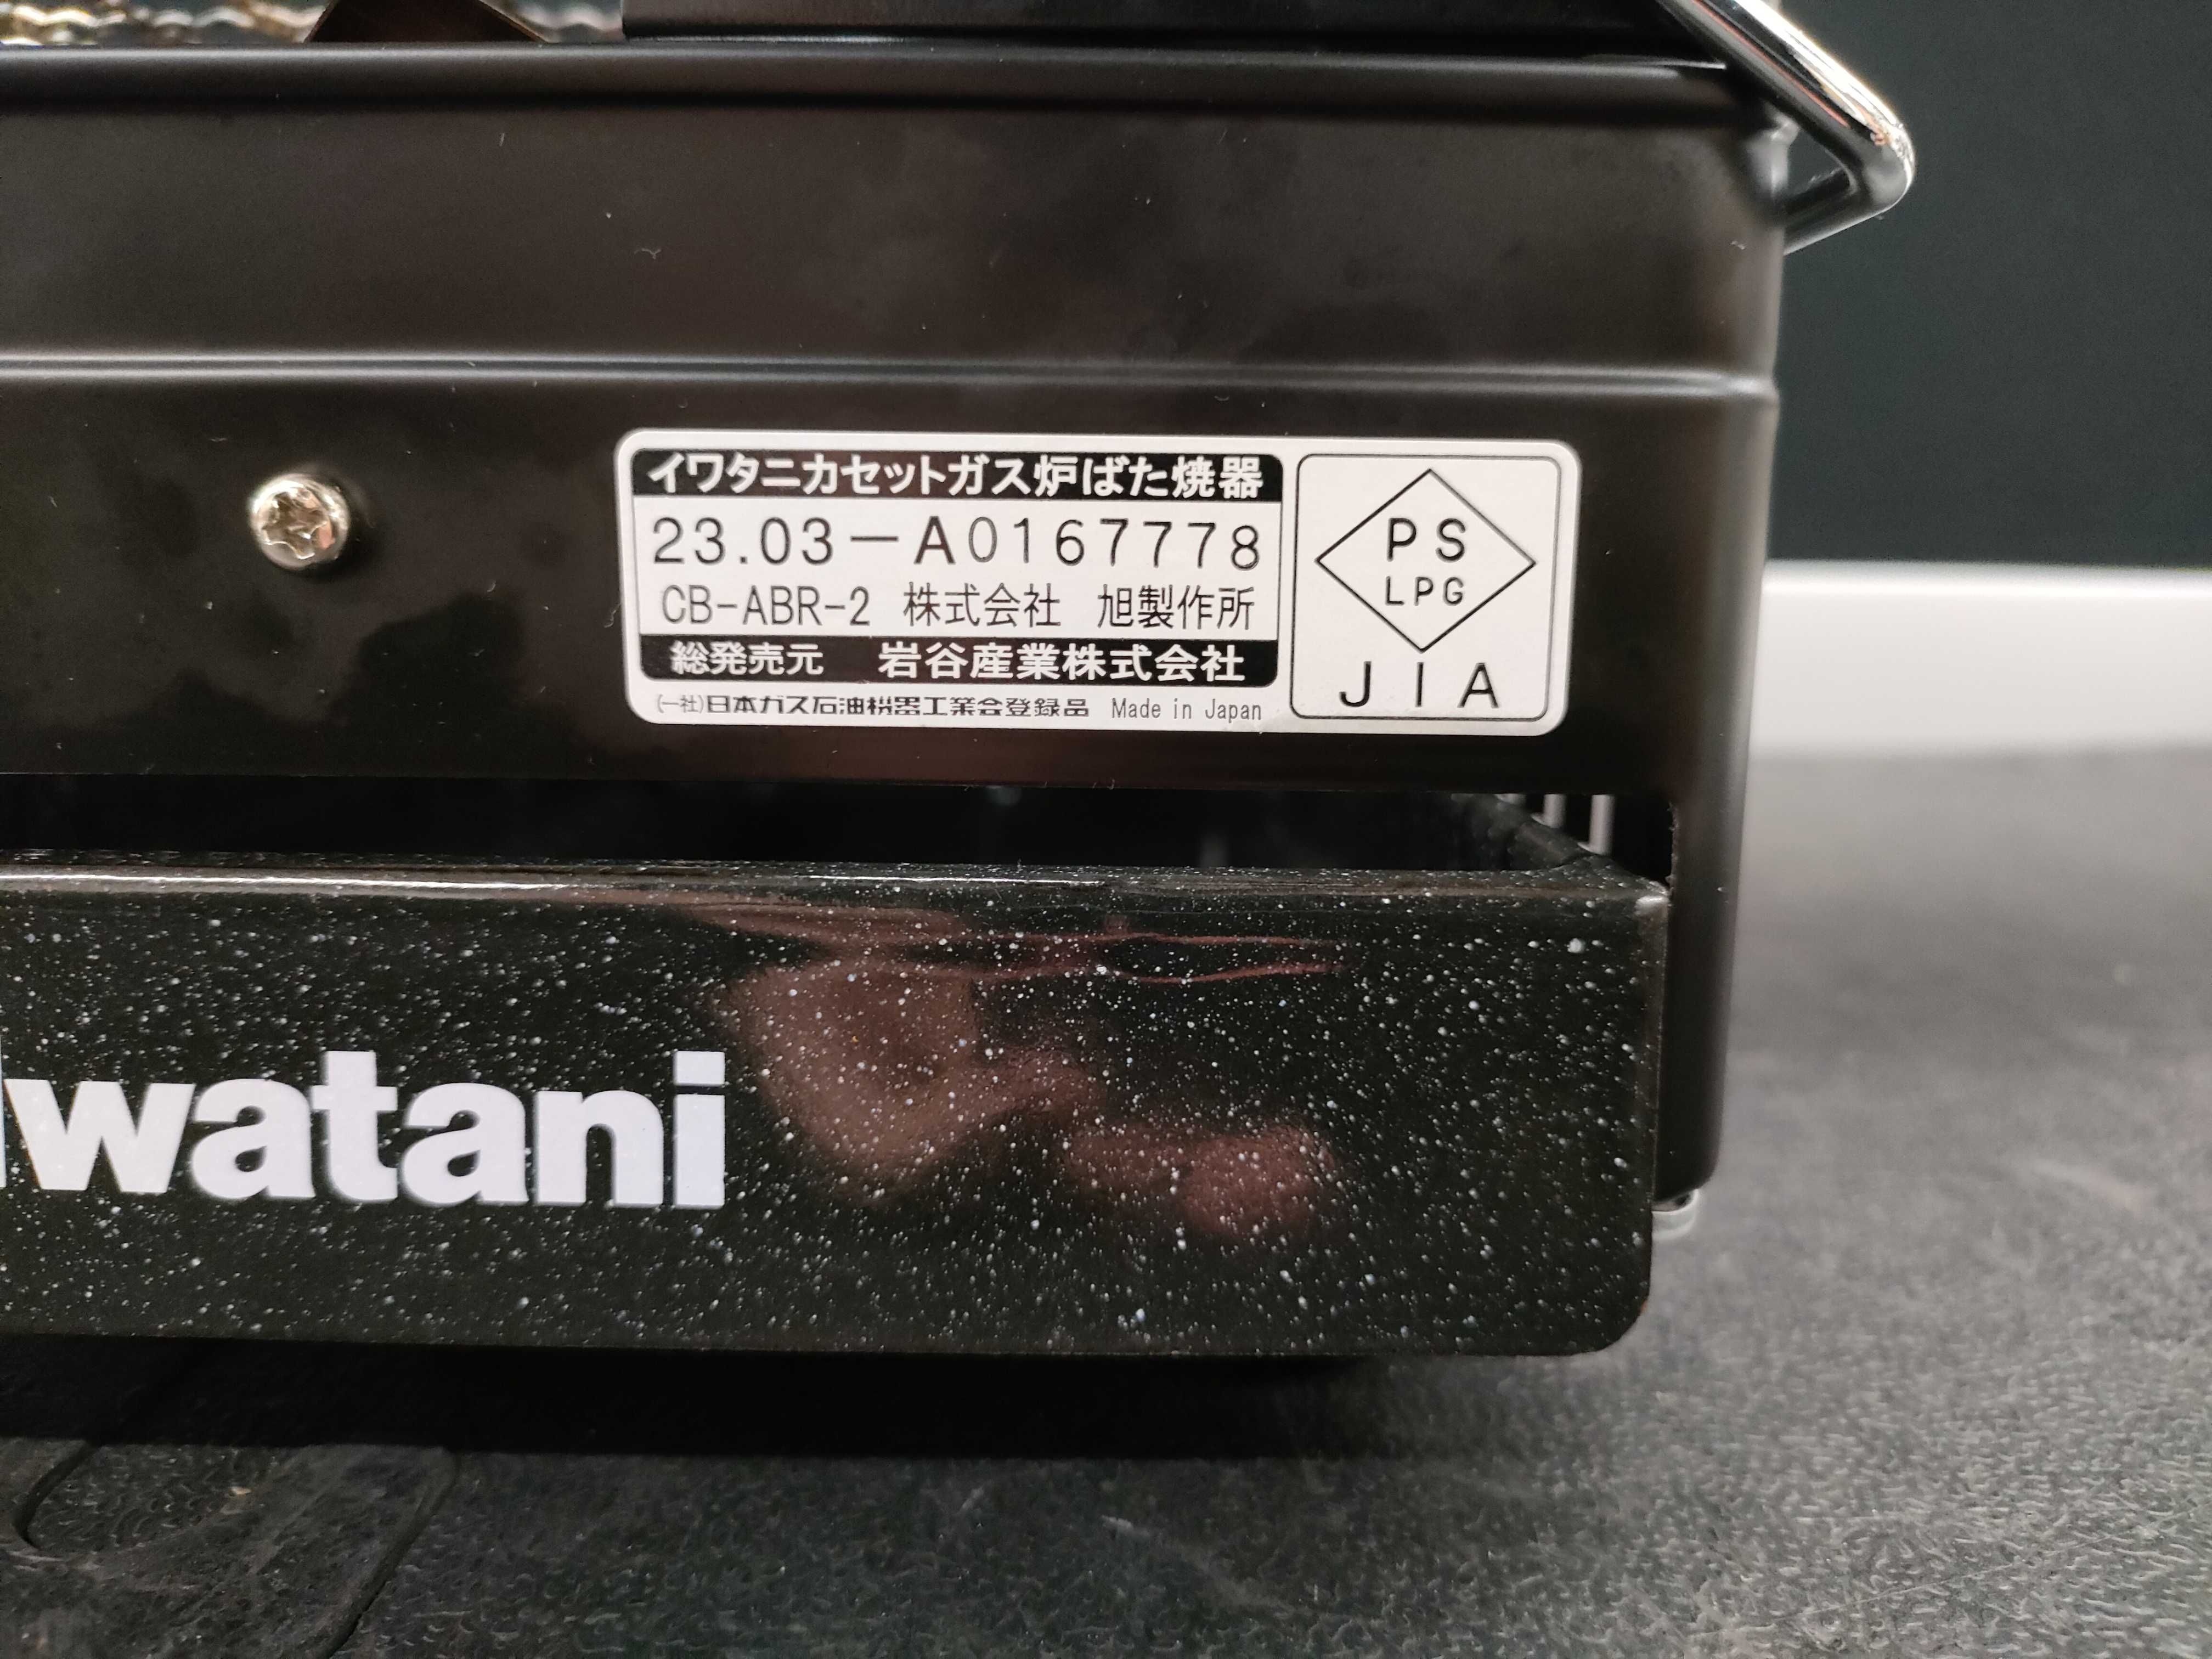 イワタニカセットガス炉ばた焼器
23.03-A0167778
CB-ABR-2 株式会社 旭製作所
総発売元 岩谷産業株式会社
(一社)日本ガス石油機器工業会登録品 Made in Japan
PS
LPG
JIA
Iwatani